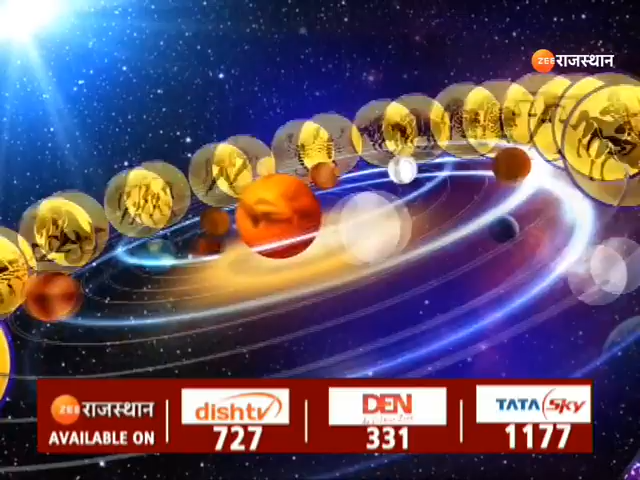 ZEE राजस्थान
ZEE राजस्थान
AVAILABLE ON
dishtv
727
DEN
331
TATA Sky
1177